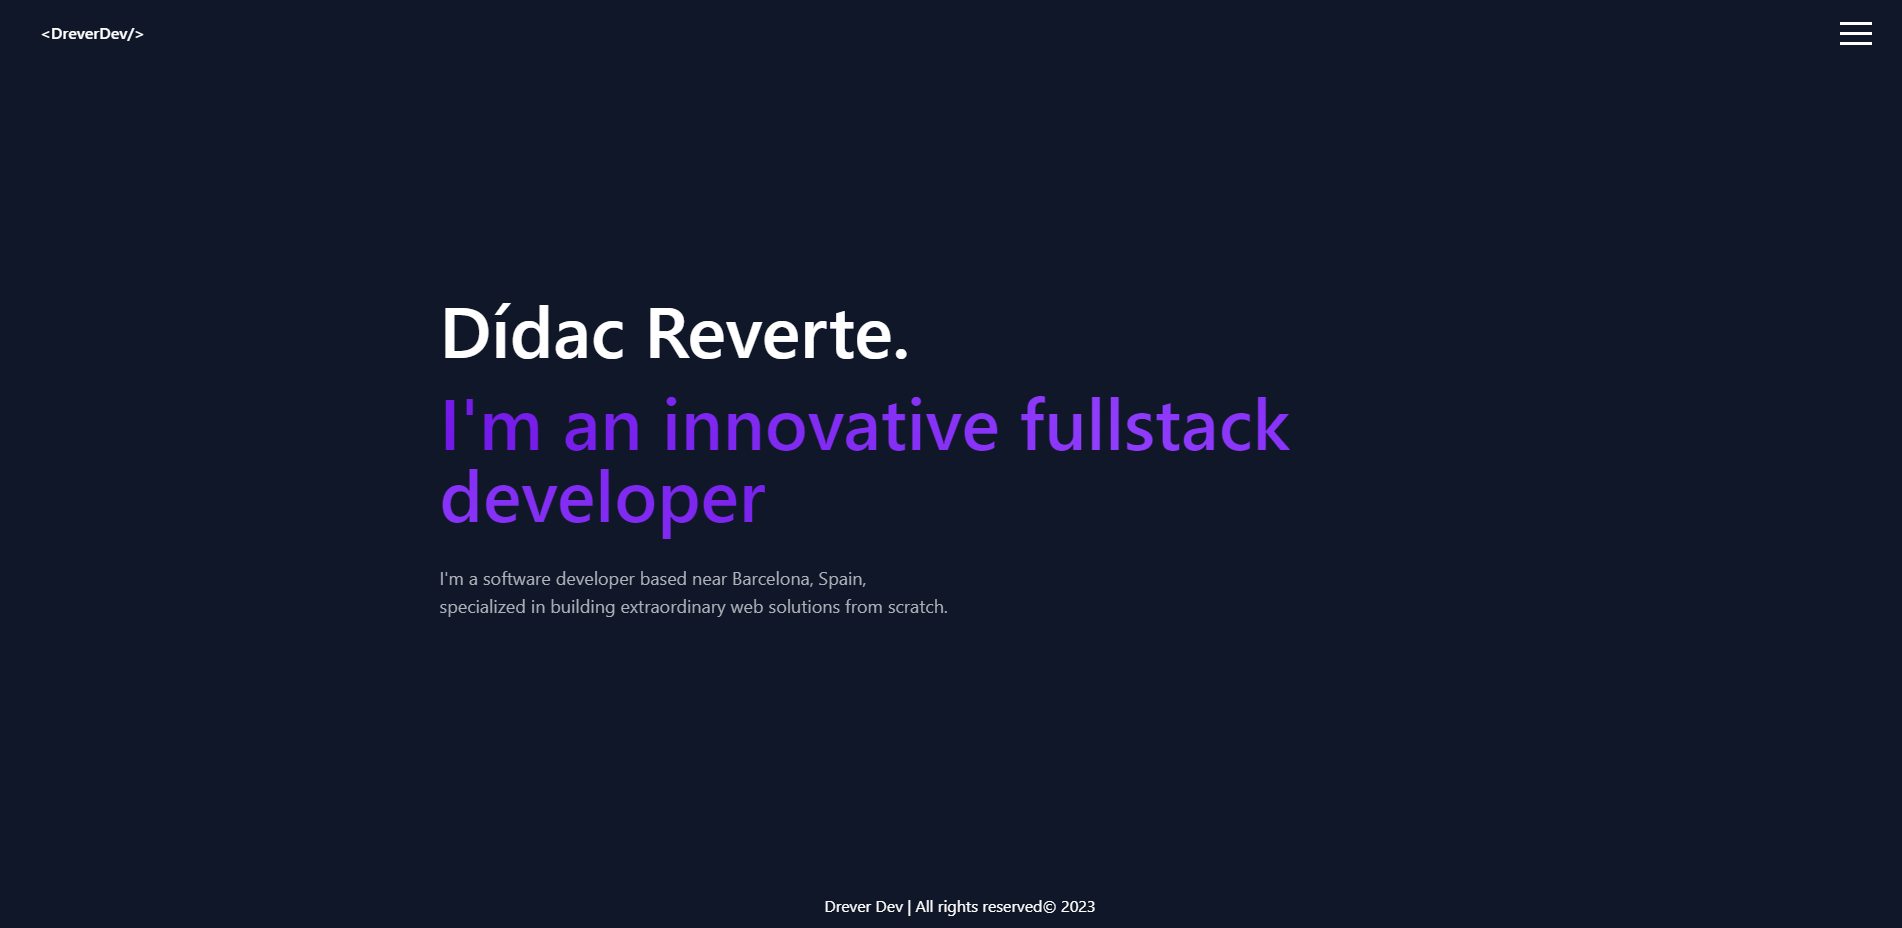 <DreverDev/>
Dídac Reverte.
I'm an innovative fullstack
developer
I'm a software developer based near Barcelona, Spain,
specialized in building extraordinary web solutions from scratch.
Drever Dev | All rights reserved© 2023